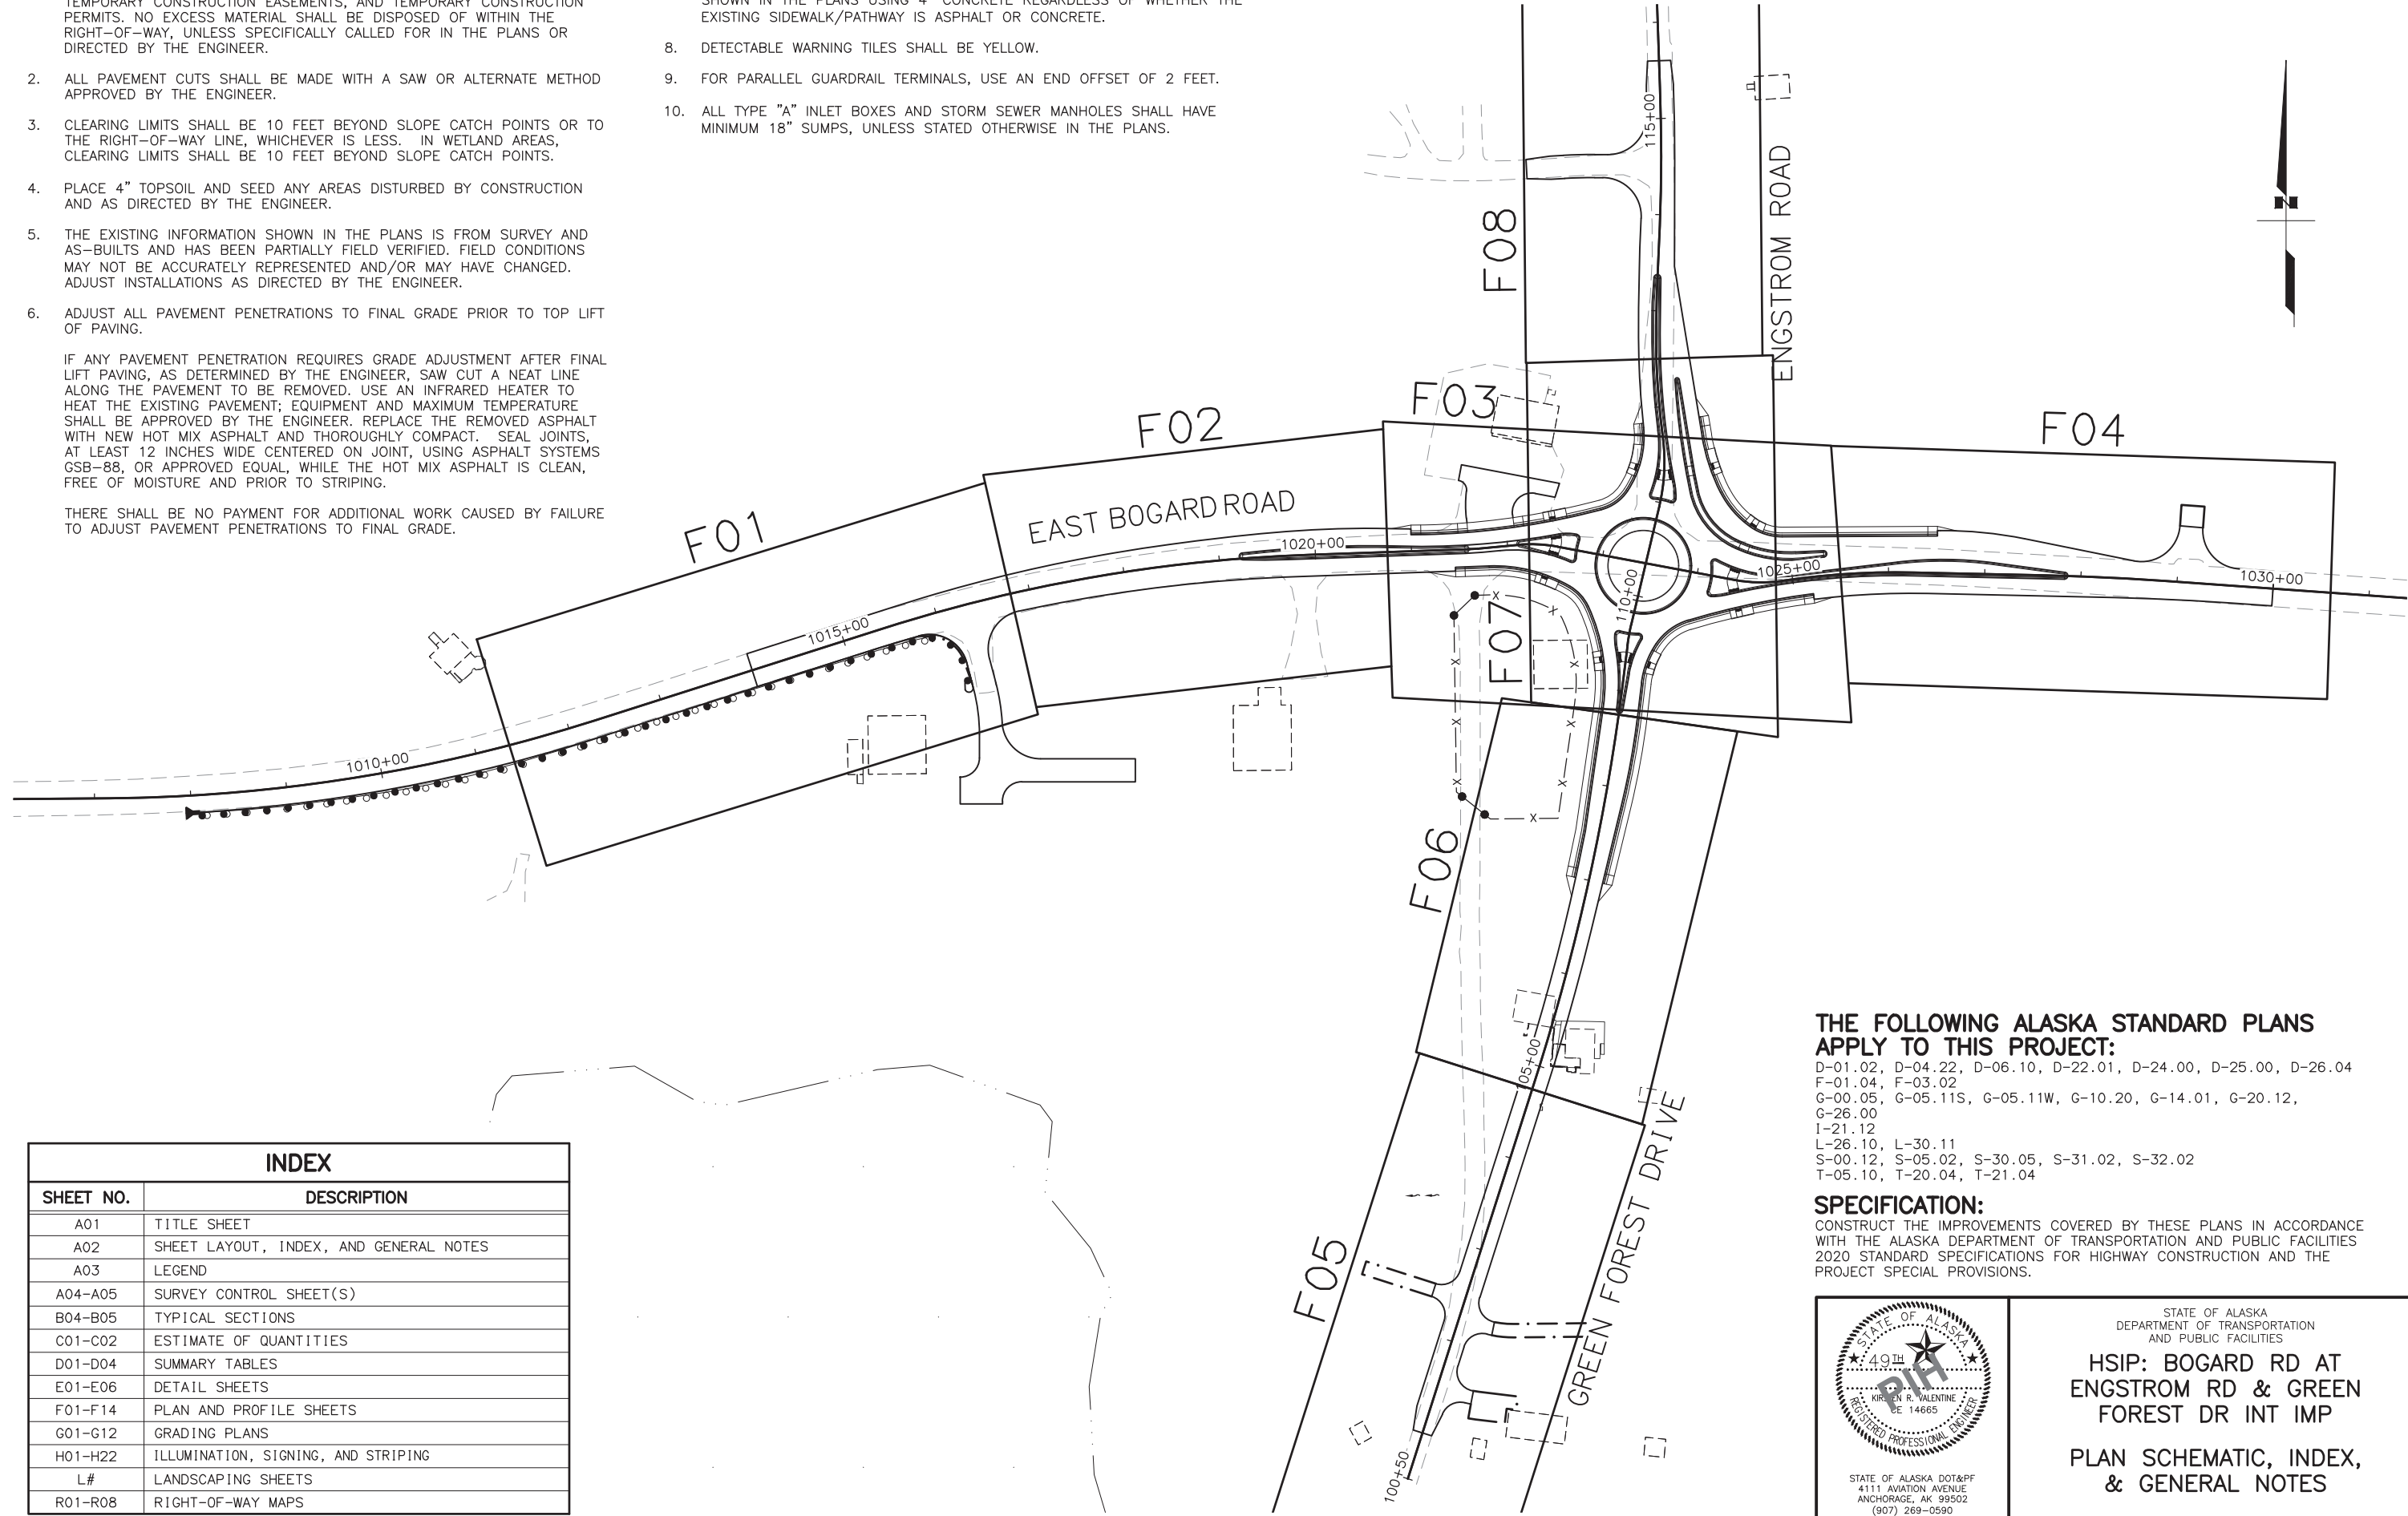 TEMPORARY CONSTRUCTION EASEMENTS, AND TEMPORARY CONSTRUCTION
PERMITS. NO EXCESS MATERIAL SHALL BE DISPOSED OF WITHIN THE
RIGHT-OF-WAY, UNLESS SPECIFICALLY CALLED FOR IN THE PLANS OR
DIRECTED BY THE ENGINEER.
2. ALL PAVEMENT CUTS SHALL BE MADE WITH A SAW OR ALTERNATE METHOD
APPROVED BY THE ENGINEER.
3. CLEARING LIMITS SHALL BE 10 FEET BEYOND SLOPE CATCH POINTS OR TO
THE RIGHT-OF-WAY LINE, WHICHEVER IS LESS. IN WETLAND AREAS,
CLEARING LIMITS SHALL BE 10 FEET BEYOND SLOPE CATCH POINTS.
4. PLACE 4" TOPSOIL AND SEED ANY AREAS DISTURBED BY CONSTRUCTION
AND AS DIRECTED BY THE ENGINEER.
5. THE EXISTING INFORMATION SHOWN IN THE PLANS IS FROM SURVEY AND
AS-BUILTS AND HAS BEEN PARTIALLY FIELD VERIFIED. FIELD CONDITIONS
MAY NOT BE ACCURATELY REPRESENTED AND/OR MAY HAVE CHANGED.
ADJUST INSTALLATIONS AS DIRECTED BY THE ENGINEER.
6. ADJUST ALL PAVEMENT PENETRATIONS TO FINAL GRADE PRIOR TO TOP LIFT
OF PAVING.
IF ANY PAVEMENT PENETRATION REQUIRES GRADE ADJUSTMENT AFTER FINAL
LIFT PAVING, AS DETERMINED BY THE ENGINEER, SAW CUT A NEAT LINE
ALONG THE PAVEMENT TO BE REMOVED. USE AN INFRARED HEATER TO
HEAT THE EXISTING PAVEMENT; EQUIPMENT AND MAXIMUM TEMPERATURE
SHALL BE APPROVED BY THE ENGINEER. REPLACE THE REMOVED ASPHALT
WITH NEW HOT MIX ASPHALT AND THOROUGHLY COMPACT. SEAL JOINTS,
AT LEAST 12 INCHES WIDE CENTERED ON JOINT, USING ASPHALT SYSTEMS
GSB-88, OR APPROVED EQUAL, WHILE THE HOT MIX ASPHALT IS CLEAN,
FREE OF MOISTURE AND PRIOR TO STRIPING.
THERE SHALL BE NO PAYMENT FOR ADDITIONAL WORK CAUSED BY FAILURE
TO ADJUST PAVEMENT PENETRATIONS TO FINAL GRADE.
SHOWN IN THE PLANS USING 4" CONCRETE REGARDLESS OF WHETHER THE
EXISTING SIDEWALK/PATHWAY IS ASPHALT OR CONCRETE.
8. DETECTABLE WARNING TILES SHALL BE YELLOW.
9. FOR PARALLEL GUARDRAIL TERMINALS, USE AN END OFFSET OF 2 FEET.
10. ALL TYPE "A" INLET BOXES AND STORM SEWER MANHOLES SHALL HAVE
MINIMUM 18" SUMPS, UNLESS STATED OTHERWISE IN THE PLANS.
N
F08
115+00
ENGSTROM ROAD
F01
F02
F03
F04
EAST BOGARD ROAD
1010+00
1015+00
1020+00
1025+00
1030+00
110+00
F07
X
X
X
X
X
X
X
X
X
F06
105+00
F05
GREEN FOREST DRIVE
100+50
INDEX
SHEET NO. DESCRIPTION
A01 TITLE SHEET
A02 SHEET LAYOUT, INDEX, AND GENERAL NOTES
A03 LEGEND
A04-A05 SURVEY CONTROL SHEET(S)
B04-B05 TYPICAL SECTIONS
C01-C02 ESTIMATE OF QUANTITIES
D01-D04 SUMMARY TABLES
E01-E06 DETAIL SHEETS
F01-F14 PLAN AND PROFILE SHEETS
G01-G12 GRADING PLANS
H01-H22 ILLUMINATION, SIGNING, AND STRIPING
L# LANDSCAPING SHEETS
R01-R08 RIGHT-OF-WAY MAPS
THE FOLLOWING ALASKA STANDARD PLANS
APPLY TO THIS PROJECT:
D-01.02, D-04.22, D-06.10, D-22.01, D-24.00, D-25.00, D-26.04
F-01.04, F-03.02
G-00.05, G-05.11S, G-05.11W, G-10.20, G-14.01, G-20.12,
G-26.00
I-21.12
L-26.10, L-30.11
S-00.12, S-05.02, S-30.05, S-31.02, S-32.02
T-05.10, T-20.04, T-21.04
SPECIFICATION:
CONSTRUCT THE IMPROVEMENTS COVERED BY THESE PLANS IN ACCORDANCE
WITH THE ALASKA DEPARTMENT OF TRANSPORTATION AND PUBLIC FACILITIES
2020 STANDARD SPECIFICATIONS FOR HIGHWAY CONSTRUCTION AND THE
PROJECT SPECIAL PROVISIONS.
STATE OF ALASKA
49TH
PIH
R. VALENTINE
CE 14665
REGISTERED PROFESSIONAL ENGINEER
STATE OF ALASKA DOT&PF
4111 AVIATION AVENUE
ANCHORAGE, AK 99502
(907) 269-0590
STATE OF ALASKA
DEPARTMENT OF TRANSPORTATION
AND PUBLIC FACILITIES
HSIP: BOGARD RD AT
ENGSTROM RD & GREEN
FOREST DR INT IMP
PLAN SCHEMATIC, INDEX,
& GENERAL NOTES